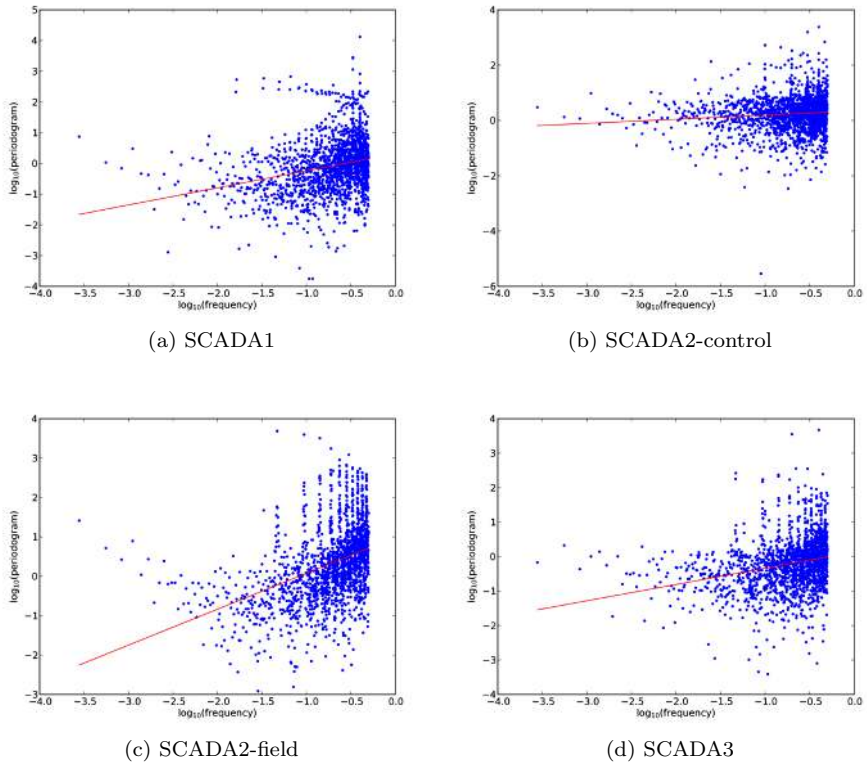 5
4
3
2
1
0
−1
−2
−3
−4
log10(periodogram)
−4.0 −3.5 −3.0 −2.5 −2.0 −1.5 −1.0 −0.5 0.0
log10(frequency)
(a) SCADA1
4
2
0
−2
−4
−6
log10(periodogram)
−4.0 −3.5 −3.0 −2.5 −2.0 −1.5 −1.0 −0.5 0.0
log10(frequency)
(b) SCADA2-control
4
3
2
1
0
−1
−2
−3
log10(periodogram)
−4.0 −3.5 −3.0 −2.5 −2.0 −1.5 −1.0 −0.5 0.0
log10(frequency)
(c) SCADA2-field
4
3
2
1
0
−1
−2
−3
−4
log10(periodogram)
−4.0 −3.5 −3.0 −2.5 −2.0 −1.5 −1.0 −0.5 0.0
log10(frequency)
(d) SCADA3